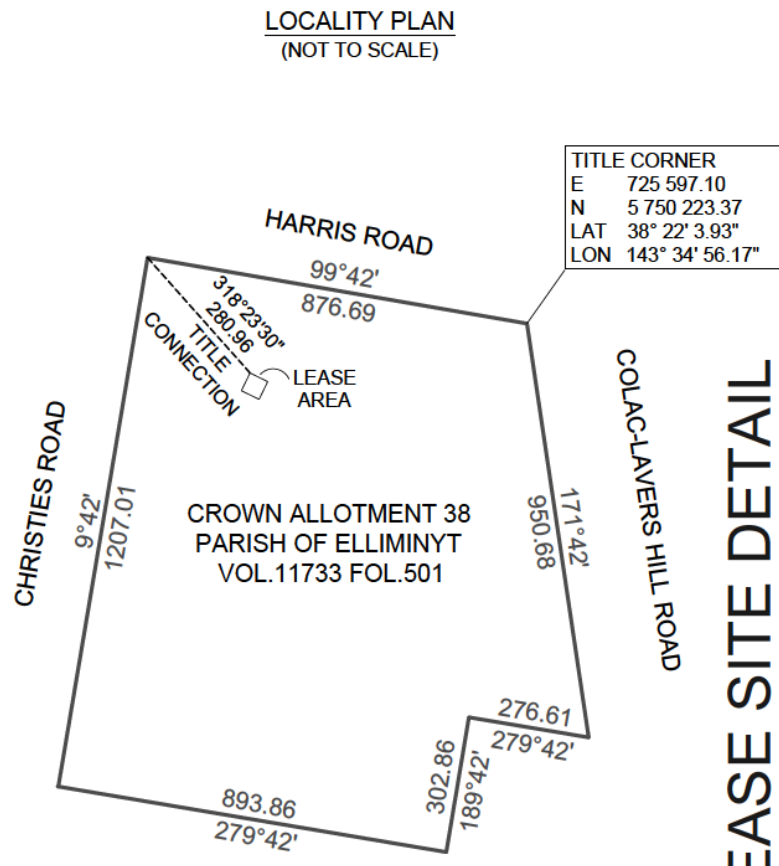 LOCALITY PLAN
(NOT TO SCALE)
TITLE CORNER
E 725 597.10
N 5 750 223.37
LAT 38° 22' 3.93"
LON 143° 34' 56.17"
HARRIS ROAD
99°42'
876.69
318°23'30"
280.96
TITLE
CONNECTION
LEASE
AREA
COLAC-LAVERS HILL ROAD
171°42'
950.68
CHRISTIES ROAD
9°42'
1207.01
CROWN ALLOTMENT 38
PARISH OF ELLIMINYT
VOL.11733 FOL.501
276.61
279°42'
302.86
189°42'
893.86
279°42'
EASE SITE DETAIL